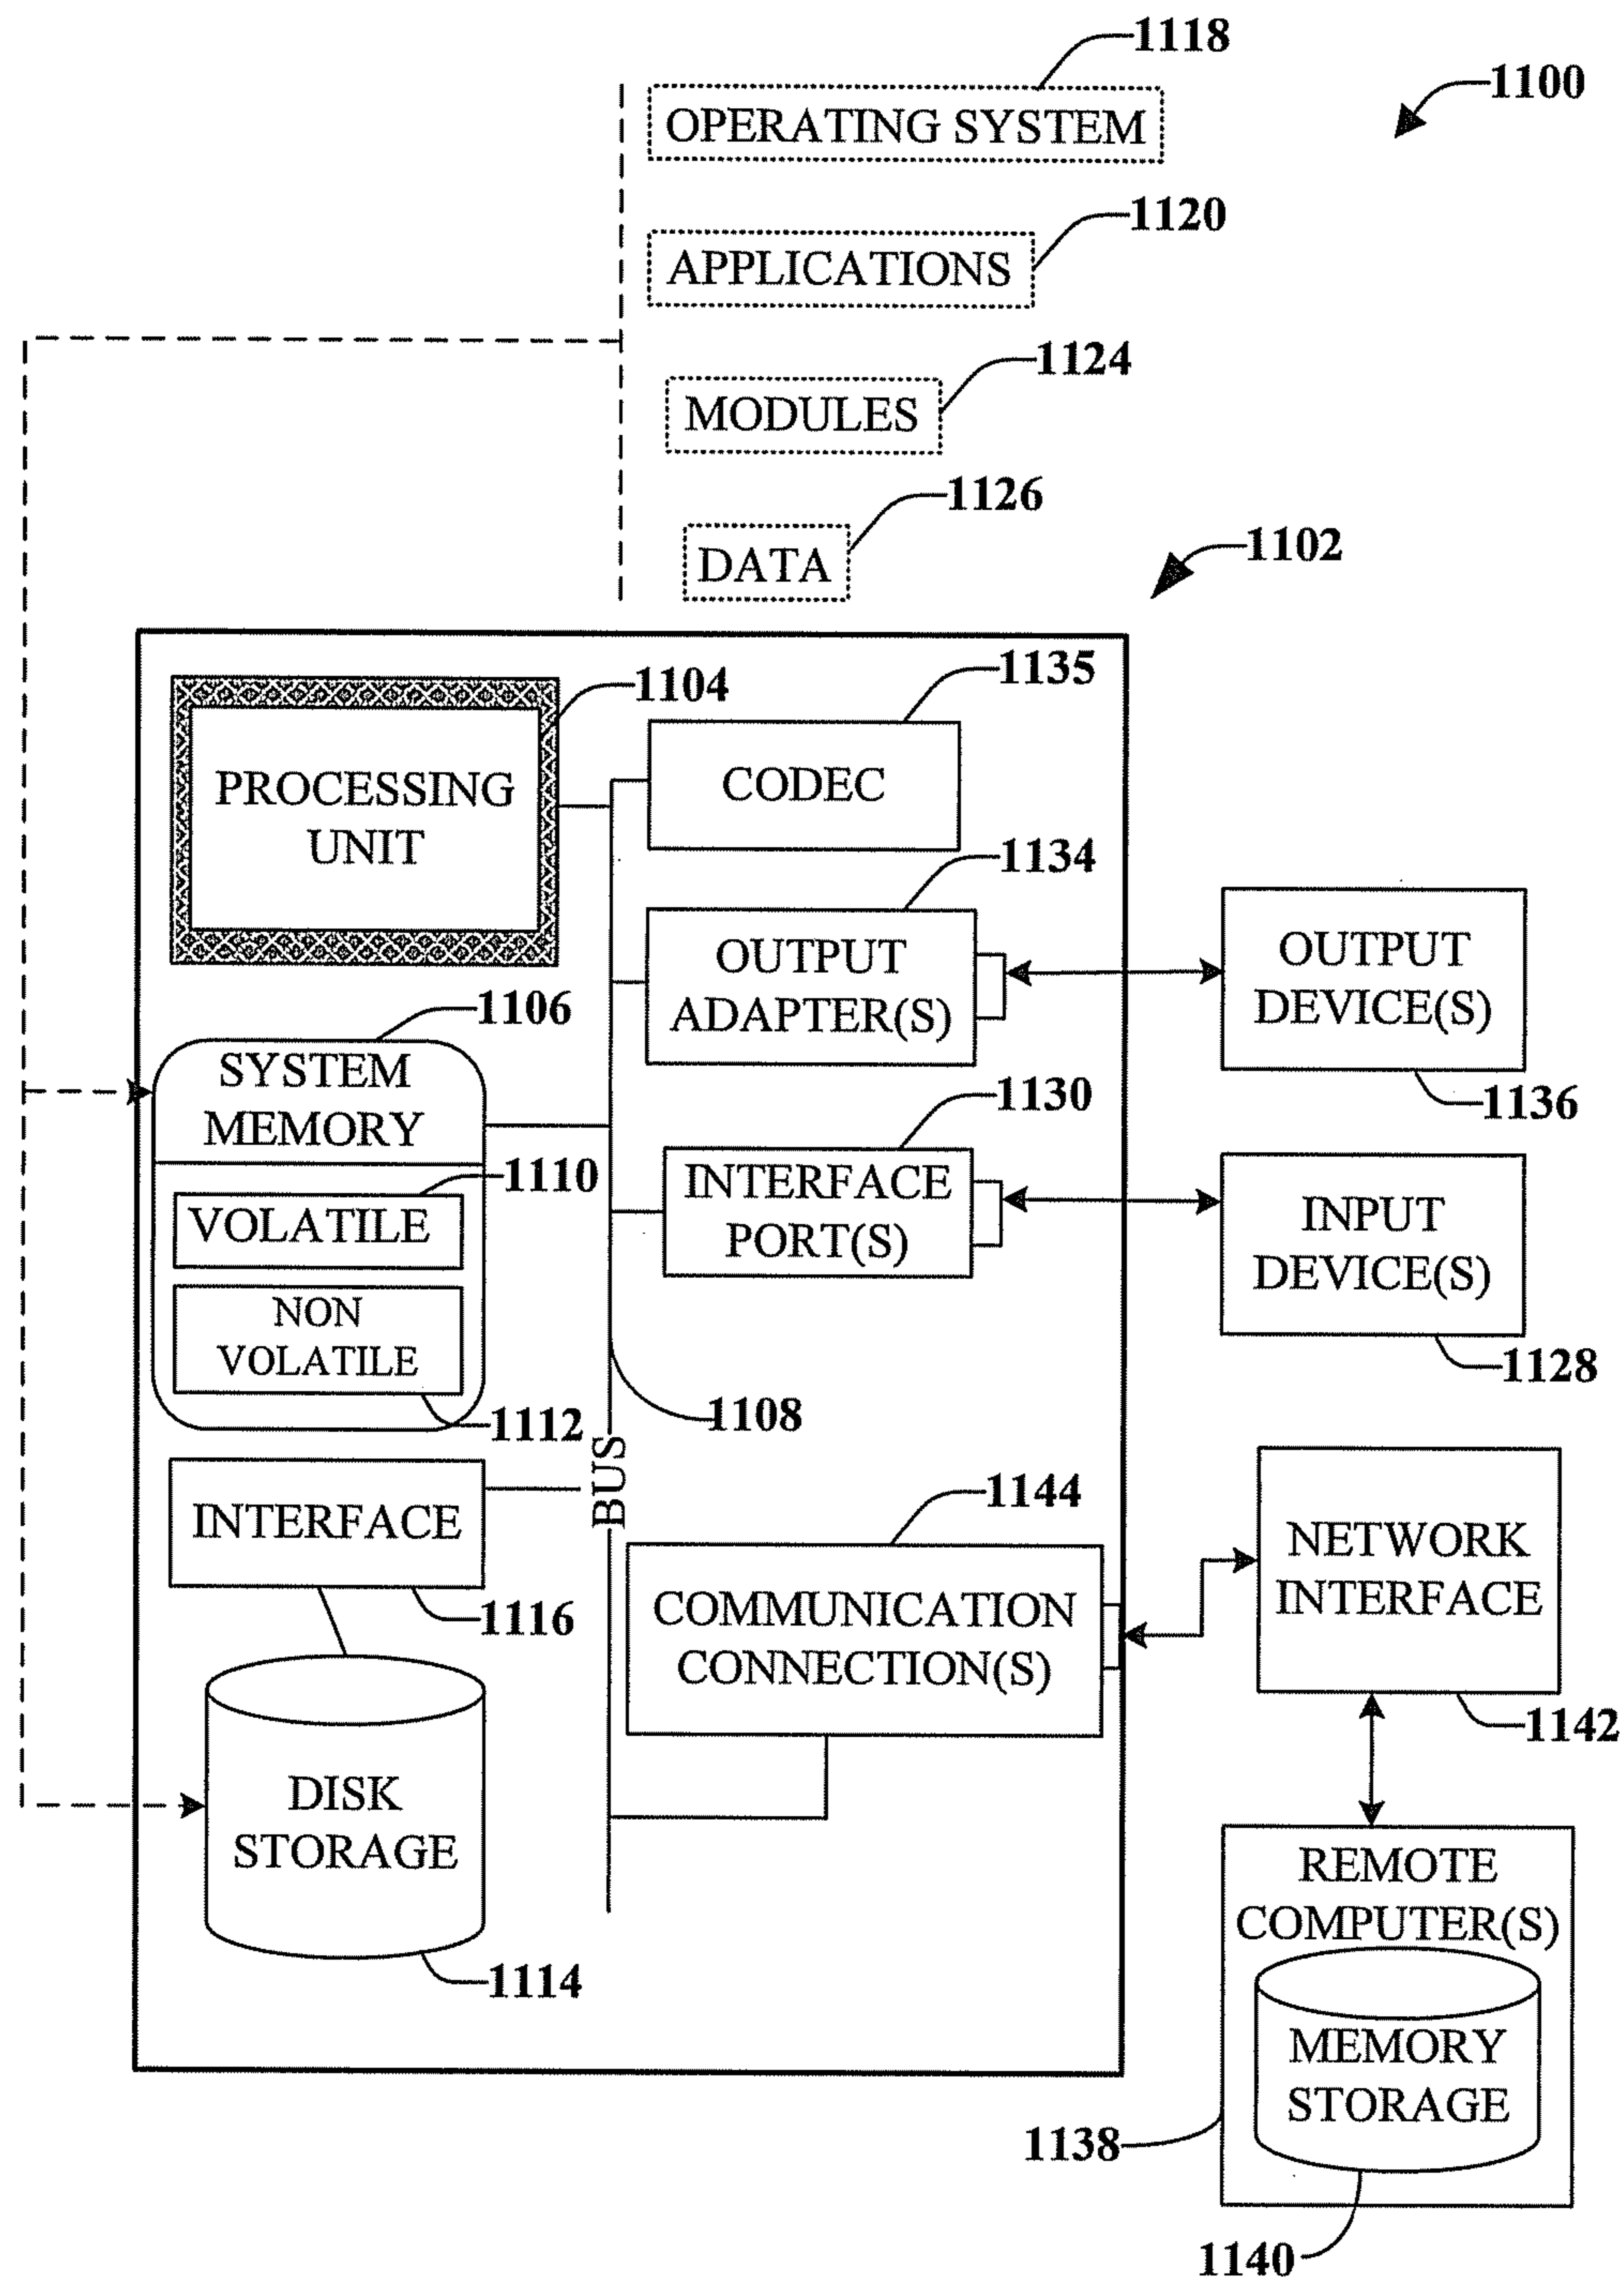 1118
1100
OPERATING SYSTEM
1120
APPLICATIONS
1124
MODULES
1126
DATA
1102
1104
PROCESSING
UNIT
1135
CODEC
1134
OUTPUT
ADAPTER(S)
OUTPUT
DEVICE(S)
1136
1106
SYSTEM
MEMORY
1110
VOLATILE
NON
VOLATILE
1112
1130
INTERFACE
PORT(S)
INPUT
DEVICE(S)
1128
1108
BUS
INTERFACE
1116
1144
COMMUNICATION
CONNECTION(S)
NETWORK
INTERFACE
1142
DISK
STORAGE
1114
REMOTE
COMPUTER(S)
MEMORY
STORAGE
1138
1140